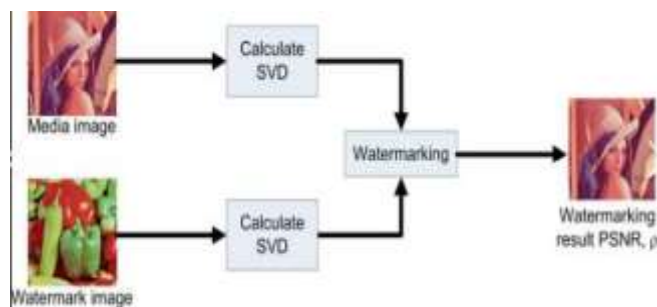 Calculate
SVD
Media image
Watermarking
Calculate
SVD
Watermark image
Watermarking
result PSNR, ρ